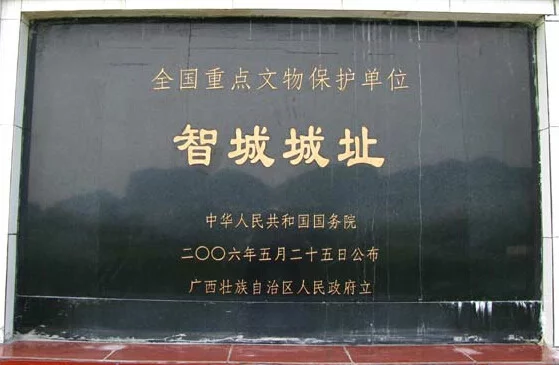 全国重点文物保护单位
智城城址
中华人民共和国国务院
二〇〇六年五月二十五日公布
广西壮族自治区人民政府立